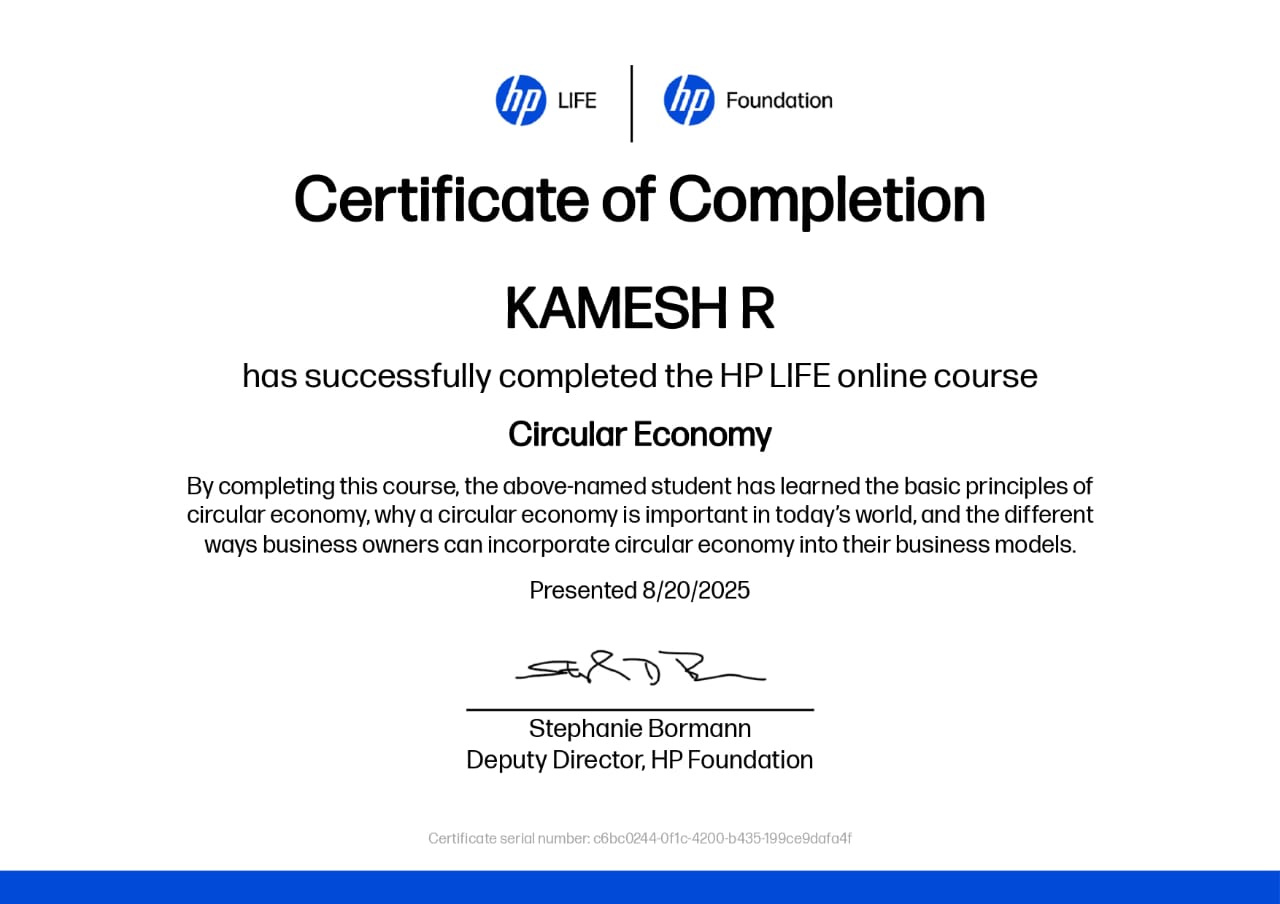 hp LIFE | hp Foundation
Certificate of Completion
KAMESH R
has successfully completed the HP LIFE online course
Circular Economy
By completing this course, the above-named student has learned the basic principles of
circular economy, why a circular economy is important in today’s world, and the different
ways business owners can incorporate circular economy into their business models.
Presented 8/20/2025
Stephanie Bormann
Deputy Director, HP Foundation
Certificate serial number: c6bc0244-0f1c-4200-b435-199ce9dafa4f